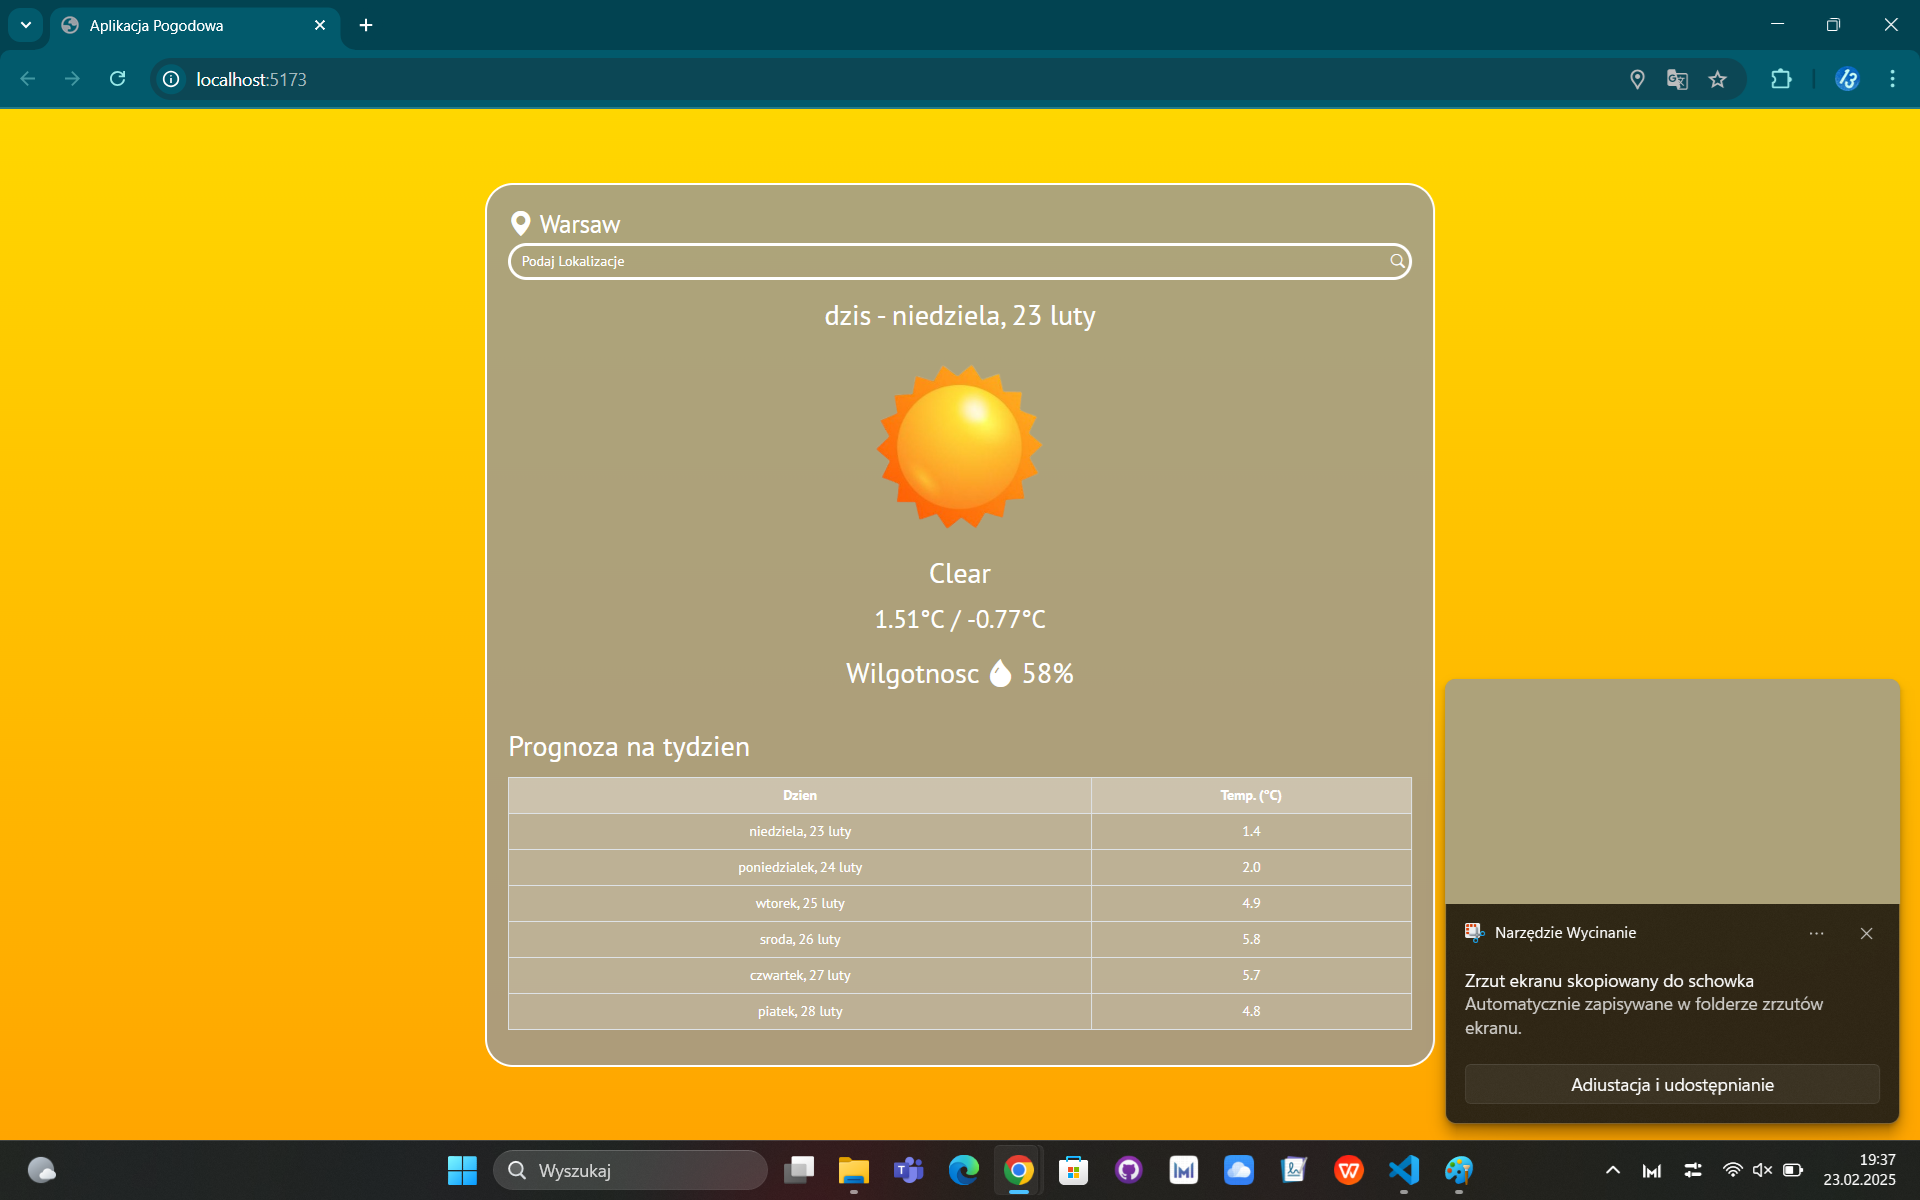 Aplikacja Pogodowa
localhost:5173
Warsaw
Podaj Lokalizacje
dzis - niedziela, 23 luty
Clear
1.51°C / -0.77°C
Wilgotnosc 58%
Prognoza na tydzien
Dzien Temp. (°C)
niedziela, 23 luty 1.4
poniedzialek, 24 luty 2.0
wtorek, 25 luty 4.9
sroda, 26 luty 5.8
czwartek, 27 luty 5.7
piatek, 28 luty 4.8
Narzędzie Wycinanie
Zrzut ekranu skopiowany do schowka
Automatycznie zapisywane w folderze zrzutów
ekranu.
Adiustacja i udostępnianie
Wyszukaj
19:37
23.02.2025